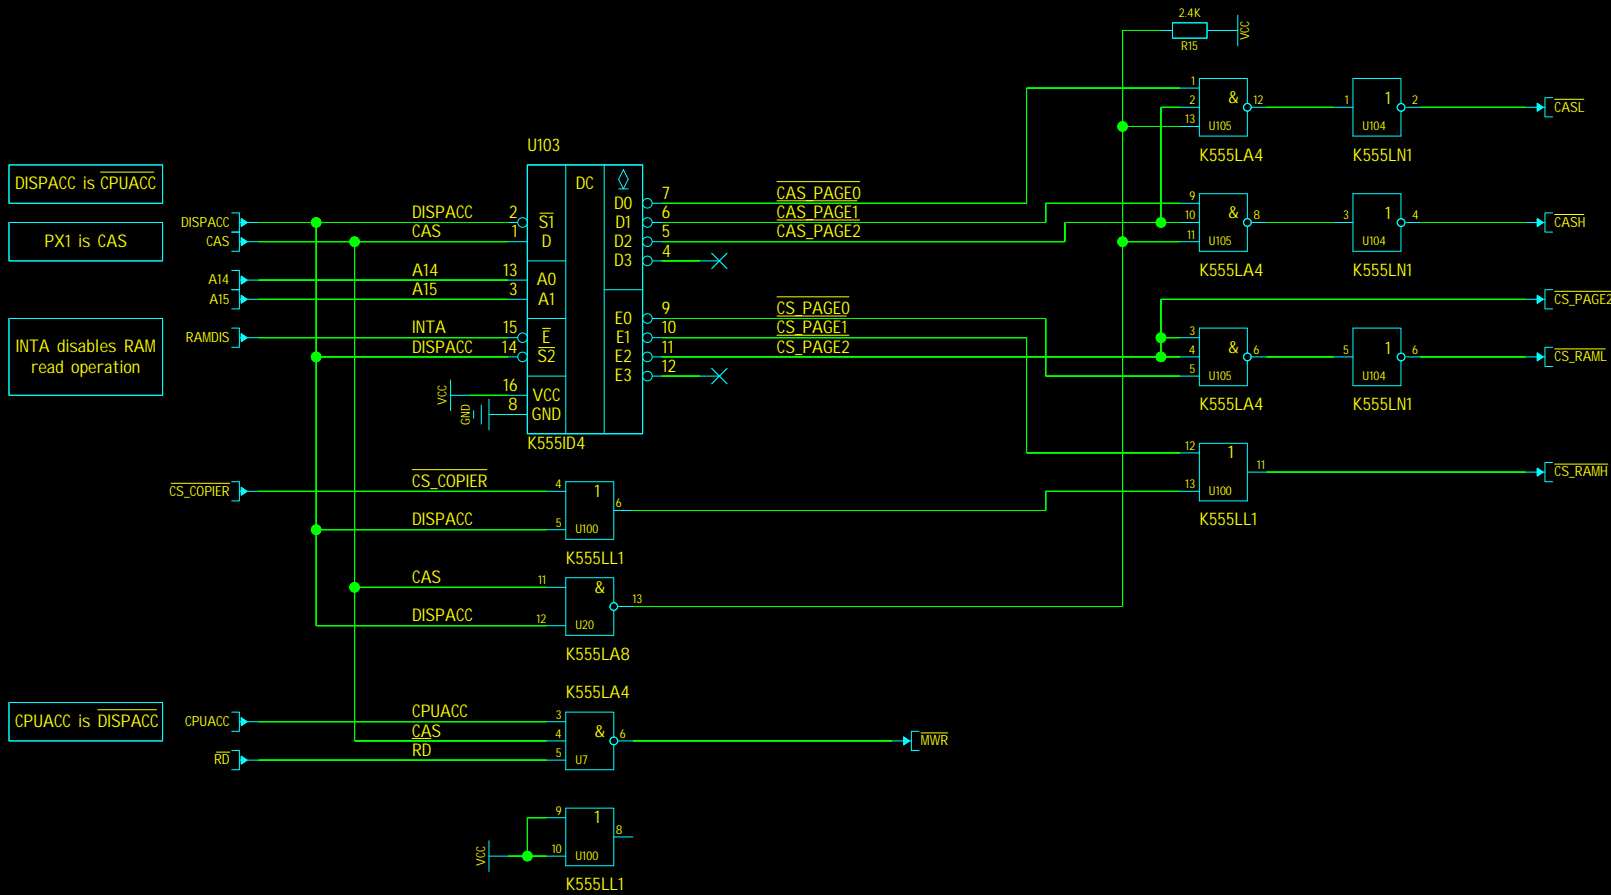 2.4K
VCC
R15
1
2
13
&
12
U105
K555LA4
1
1
2
U104
K555LN1
CASL
U103
DC
DISPACC is CPUACC
PX1 is CAS
INTA disables RAM
read operation
DISPACC
CAS
A14
A15
RAMDIS
DISPACC
CAS
A14
A15
INTA
DISPACC
2
1
13
3
15
14
16
8
VCC
GND
S1
D
A0
A1
E
S2
VCC
GND
D0
D1
D2
D3
E0
E1
E2
E3
K555ID4
7
6
5
4
9
10
11
12
CAS_PAGE0
CAS_PAGE1
CAS_PAGE2
CS_PAGE0
CS_PAGE1
CS_PAGE2
9
10
11
&
8
U105
K555LA4
3
1
4
U104
K555LN1
CASH
CS_PAGE2
3
4
5
&
6
U105
K555LA4
5
1
6
U104
K555LN1
CS_RAML
12
13
1
11
U100
K555LL1
CS_RAMH
CS_COPIER
CS_COPIER
DISPACC
4
5
1
6
U100
K555LL1
CAS
DISPACC
11
12
&
13
U20
K555LA8
K555LA4
CPUACC is DISPACC
CPUACC
RD
CPUACC
CAS
RD
3
4
5
&
6
U7
MWR
VCC
9
10
1
8
U100
K555LL1